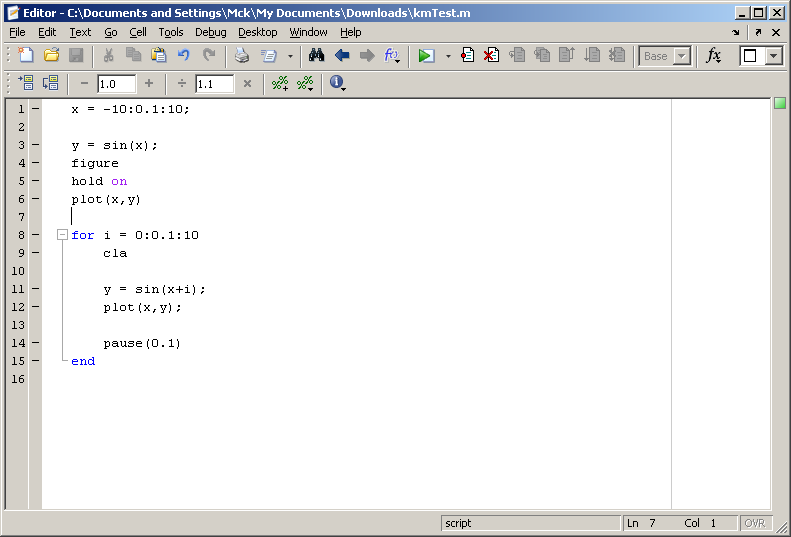 Editor - C:\Documents and Settings\Mck\My Documents\Downloads\kmTest.m
File Edit Text Go Cell Tools Debug Desktop Window Help
Base fx
1.0 1.1
1 x = -10:0.1:10;
2
3 y = sin(x);
4 figure
5 hold on
6 plot(x,y)
7
8 for i = 0:0.1:10
9 cla
10
11 y = sin(x+i);
12 plot(x,y);
13
14 pause(0.1)
15 end
16
script Ln 7 Col 1 OVR